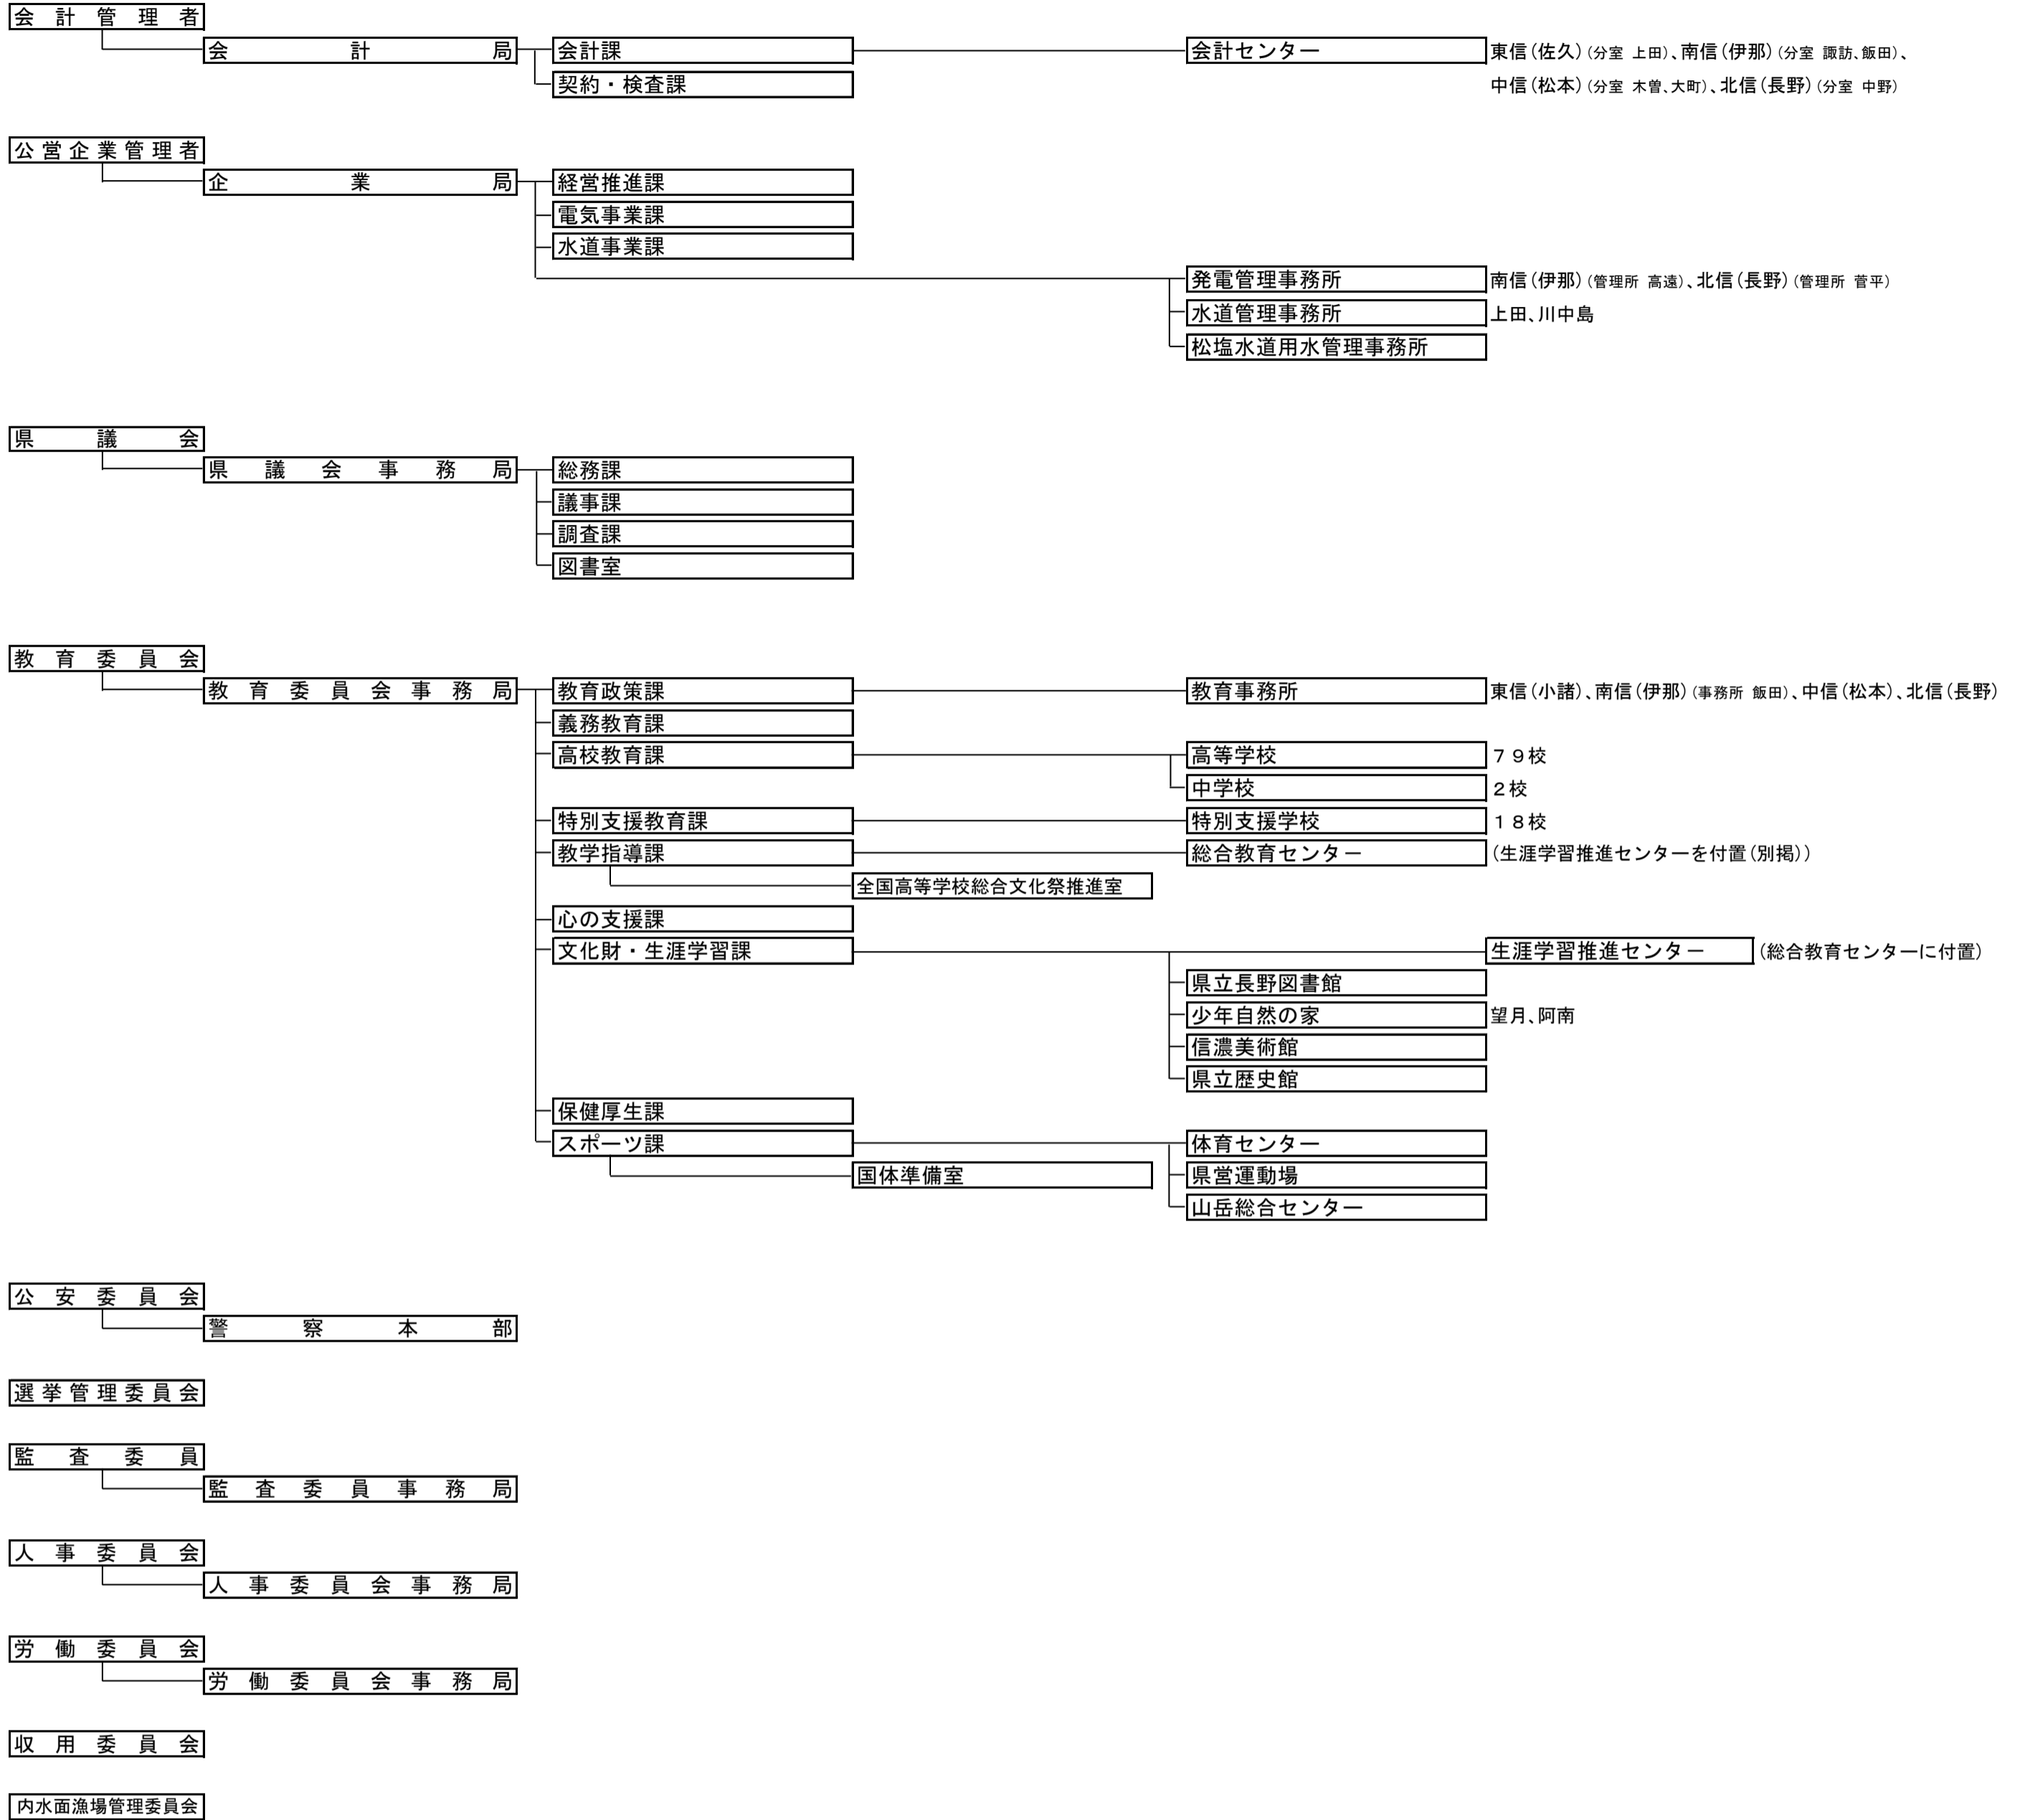 会計管理者
会計局 会計課 会計センター 東信(佐久)(分室 上田)、南信(伊那)(分室 諏訪、飯田)、
契約・検査課 中信(松本)(分室 木曽、大町)、北信(長野)(分室 中野)
公営企業管理者
企業局 経営推進課
電気事業課
水道事業課
発電管理事務所 南信(伊那)(管理所 高遠)、北信(長野)(管理所 菅平)
水道管理事務所 上田、川中島
松塩水道用水管理事務所
県議会
県議会事務局 総務課
議事課
調査課
図書室
教育委員会
教育委員会事務局 教育政策課 教育事務所 東信(小諸)、南信(伊那)(事務所 飯田)、中信(松本)、北信(長野)
義務教育課
高校教育課 高等学校 79校
中学校 2校
特別支援教育課 特別支援学校 18校
教学指導課 総合教育センター (生涯学習推進センターを付置(別掲))
全国高等学校総合文化祭推進室
心の支援課
文化財・生涯学習課 生涯学習推進センター (総合教育センターに付置)
県立長野図書館
少年自然の家 望月、阿南
信濃美術館
県立歴史館
保健厚生課
スポーツ課 体育センター
国体準備室 県営運動場
山岳総合センター
公安委員会
警察本部
選挙管理委員会
監査委員
監査委員事務局
人事委員会
人事委員会事務局
労働委員会
労働委員会事務局
収用委員会
内水面漁場管理委員会